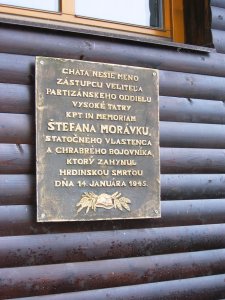 CHATA NESIE MENO
ZÁSTUPCU VELITEĽA
PARTIZÁNSKEHO ODDIELU
VYSOKÉ TATRY
KPT IN MEMORIAM
ŠTEFANA MORÁVKU,
STATOČNÉHO VLASTENCA
A CHRABRÉHO BOJOVNÍKA,
KTORÝ ZAHYNUL
HRDINSKOU SMRŤOU
DŇA 14. JANUÁRA 1945.